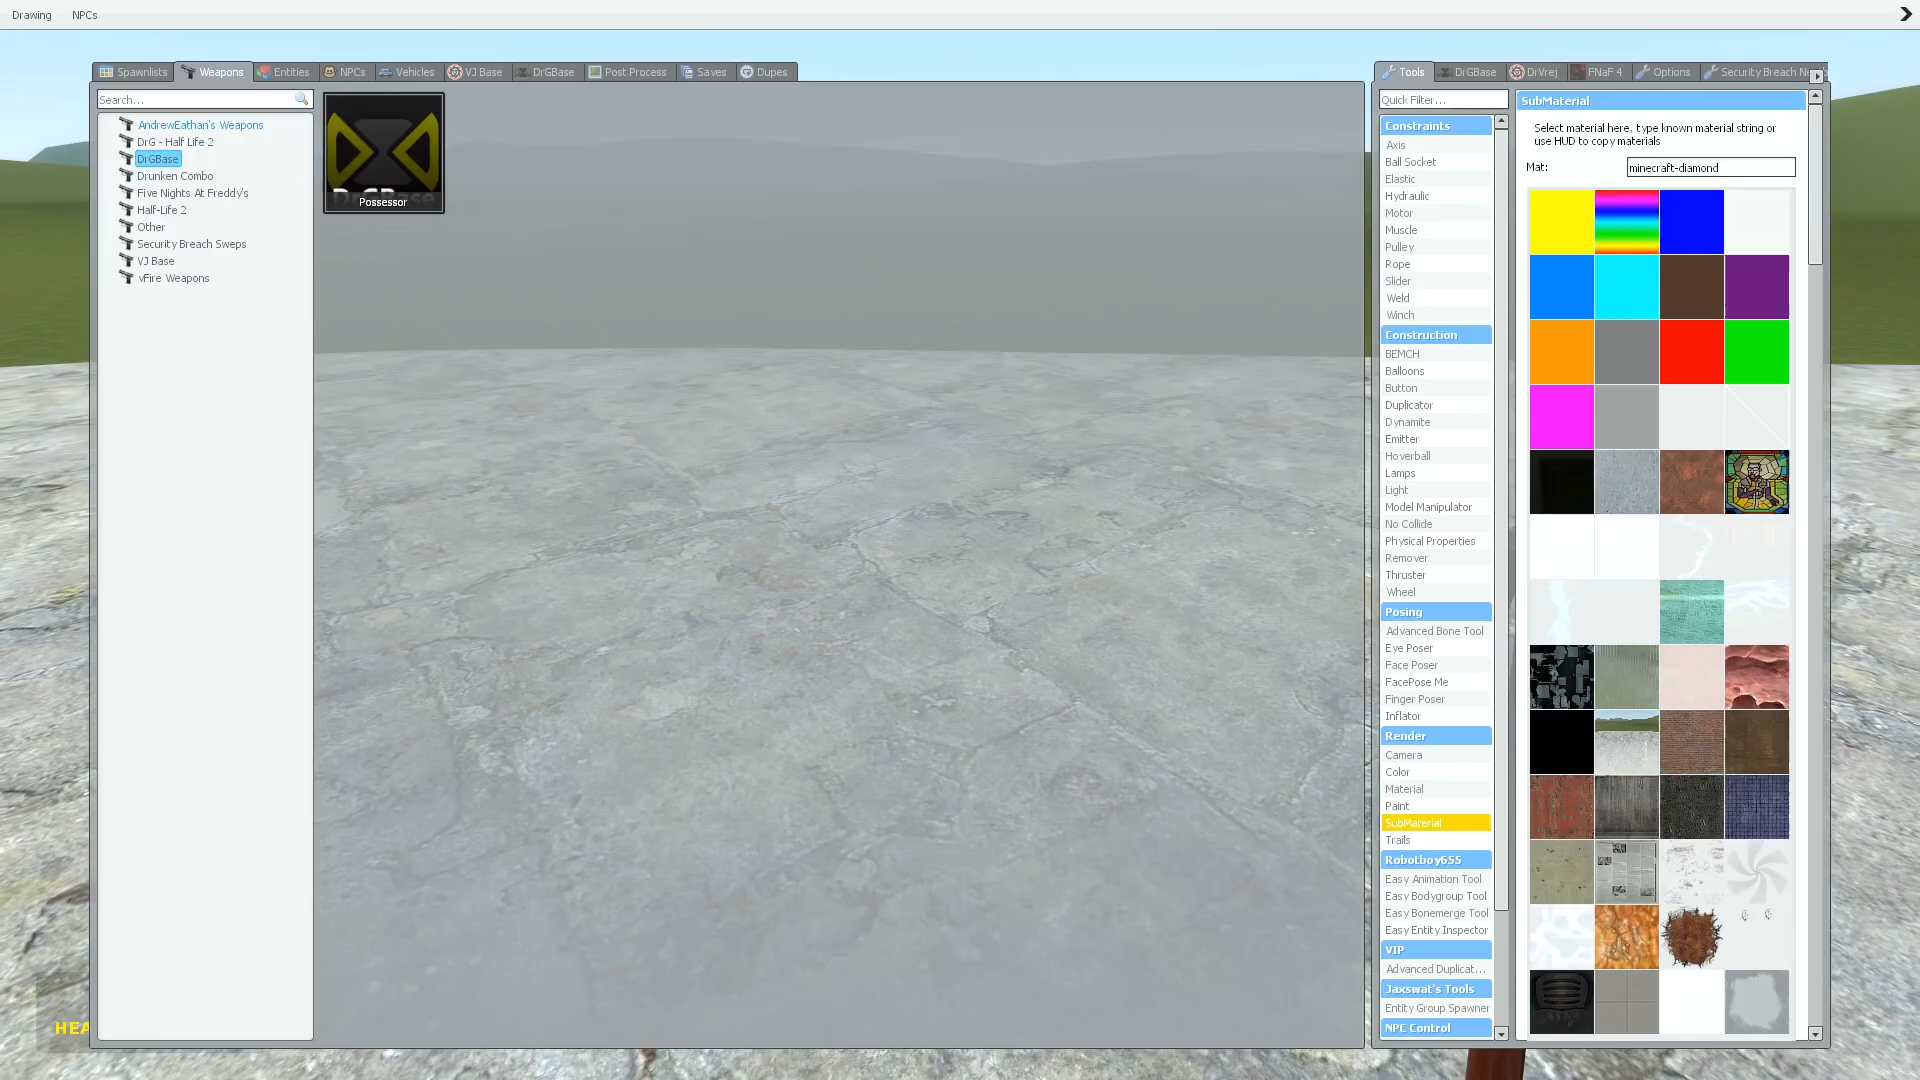 Drawing NPCs
Spawnlists Weapons Entities NPCs Vehicles VJ Base DrGBase Post Process Saves Dupes
Search...
AndrewEathan's Weapons
DrG - Half Life 2
DrGBase
Drunken Combo
Five Nights At Freddy's
Half-Life 2
Other
Security Breach Sweps
VJ Base
vFire Weapons
Possessor
HEA
Tools DrGBase DrVrej FNaF 4 Options Security Breach
Quick Filter...
Constraints
Axis
Ball Socket
Elastic
Hydraulic
Motor
Muscle
Pulley
Rope
Slider
Weld
Winch
Construction
BEMCH
Balloons
Button
Duplicator
Dynamite
Emitter
Hoverball
Lamps
Light
Model Manipulator
No Collide
Physical Properties
Remover
Thruster
Wheel
Posing
Advanced Bone Tool
Eye Poser
Face Poser
FacePose Me
Finger Poser
Inflator
Render
Camera
Color
Material
Paint
SubMaterial
Trails
Robotboy655
Easy Animation Tool
Easy Bodygroup Tool
Easy Bonemerge Tool
Easy Entity Inspector
VIP
Advanced Duplicat...
Jaxswat's Tools
Entity Group Spawner
NPC Control
SubMaterial
Select material here, type known material string or
use HUD to copy materials
Mat: minecraft-diamond